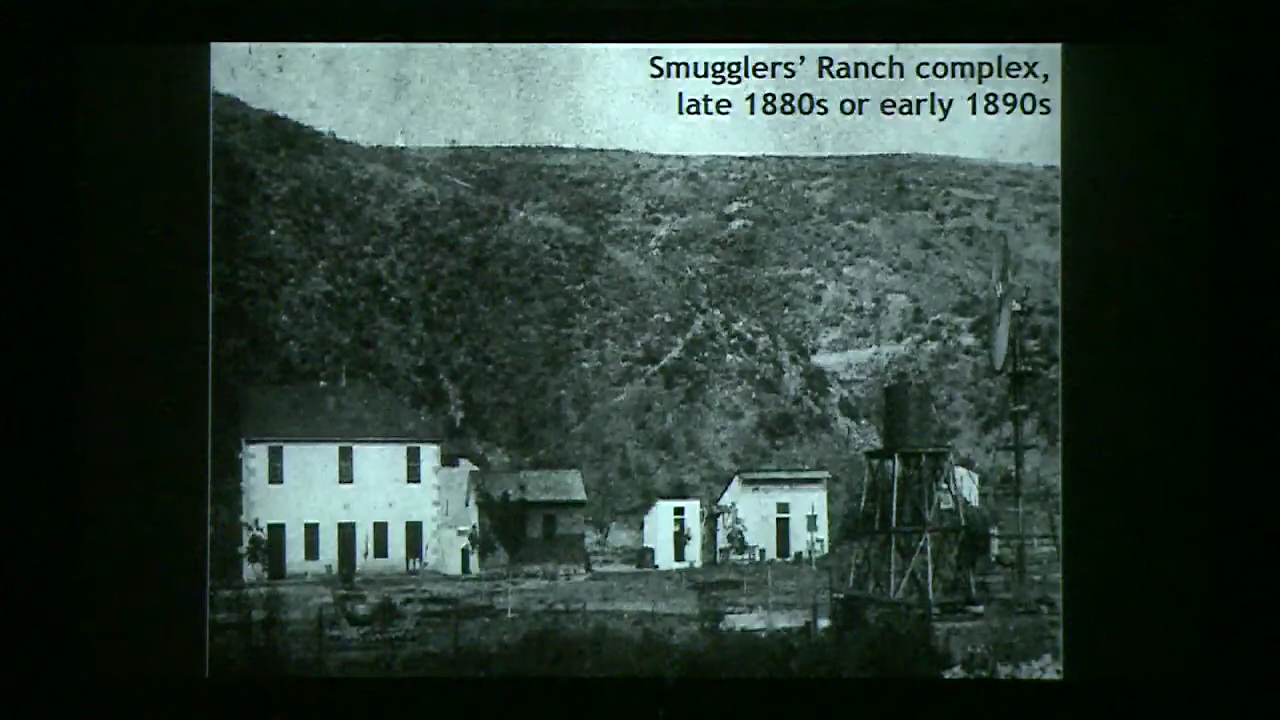 Smugglers’ Ranch complex,
late 1880s or early 1890s